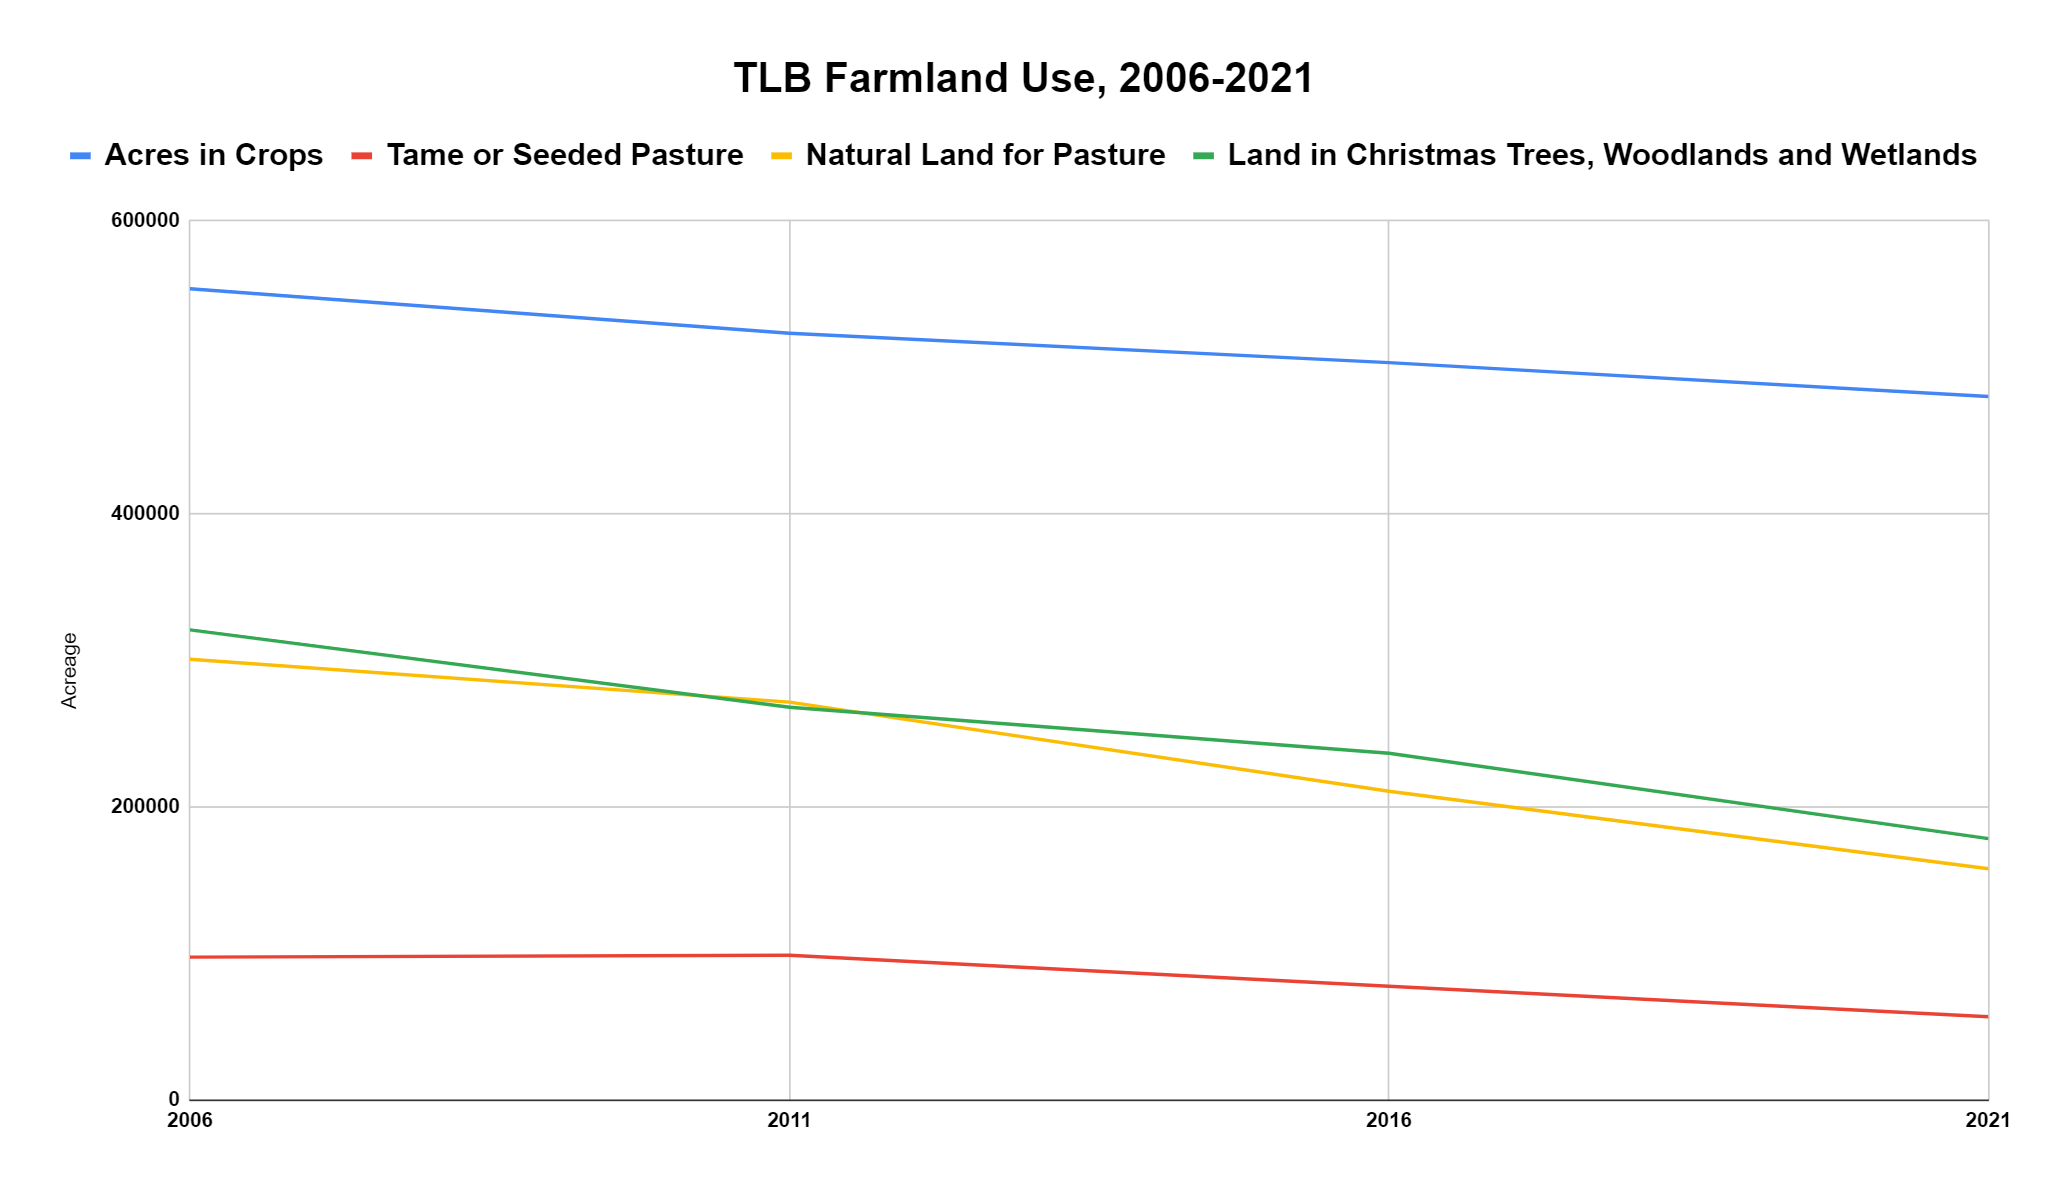 TLB Farmland Use, 2006-2021
Acres in Crops Tame or Seeded Pasture Natural Land for Pasture Land in Christmas Trees, Woodlands and Wetlands
600000
400000
200000
0
Acreage
2006 2011 2016 2021